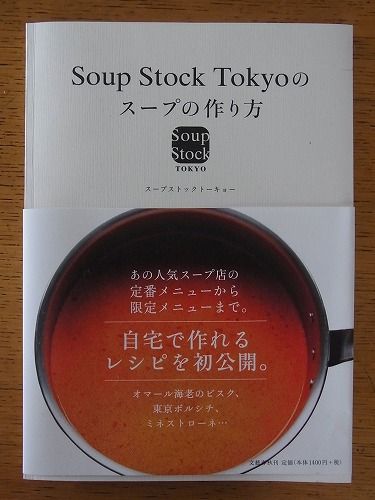 Soup Stock Tokyoの
スープの作り方
Soup
Stock
TOKYO
スープストックトーキョー
あの人気スープ店の
定番メニューから
限定メニューまで。
自宅で作れる
レシピを初公開。
オマール海老のビスク、
東京ボルシチ、
ミネストローネ…
文藝春秋刊 定価（本体1400円+税）